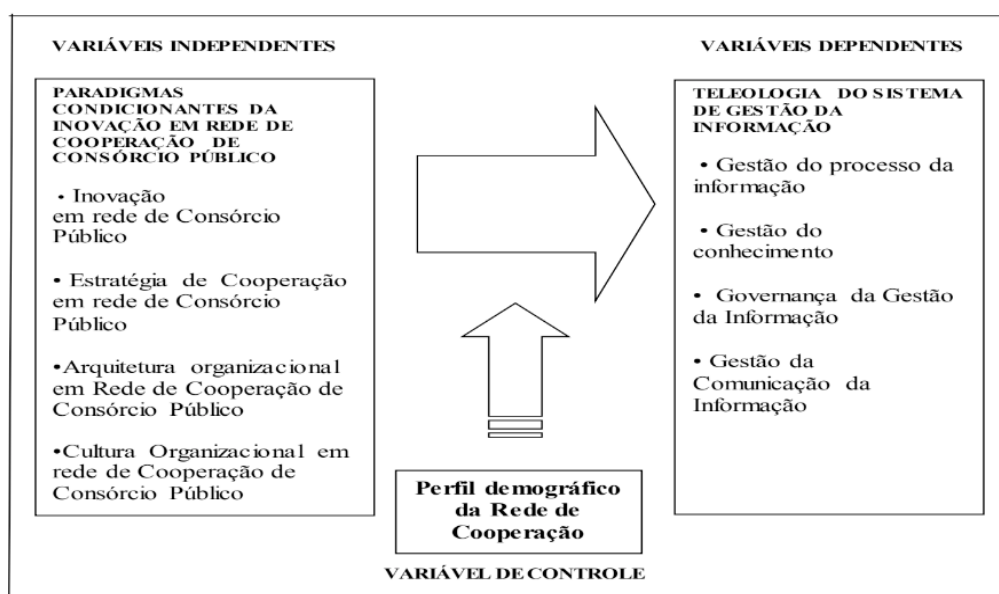 VARIÁVEIS INDEPENDENTES
PARADIGMAS
CONDICIONANTES DA
INOVAÇÃO EM REDE DE
COOPERAÇÃO DE
CONSÓRCIO PÚBLICO
• Inovação
em rede de Consórcio
Público
• Estratégia de Cooperação
em rede de Consórcio
Público
•Arquitetura organizacional
em Rede de Cooperação de
Consórcio Público
•Cultura Organizacional em
rede de Cooperação de
Consórcio Público
Perfil demográfico
da Rede de
Cooperação
VARIÁVEL DE CONTROLE
VARIÁVEIS DEPENDENTES
TELEOLOGIA DO SISTEMA
DE GESTÃO DA
INFORMAÇÃO
• Gestão do processo da
informação
• Gestão do
conhecimento
• Governança da Gestão
da Informação
• Gestão da
Comunicação da
Informação